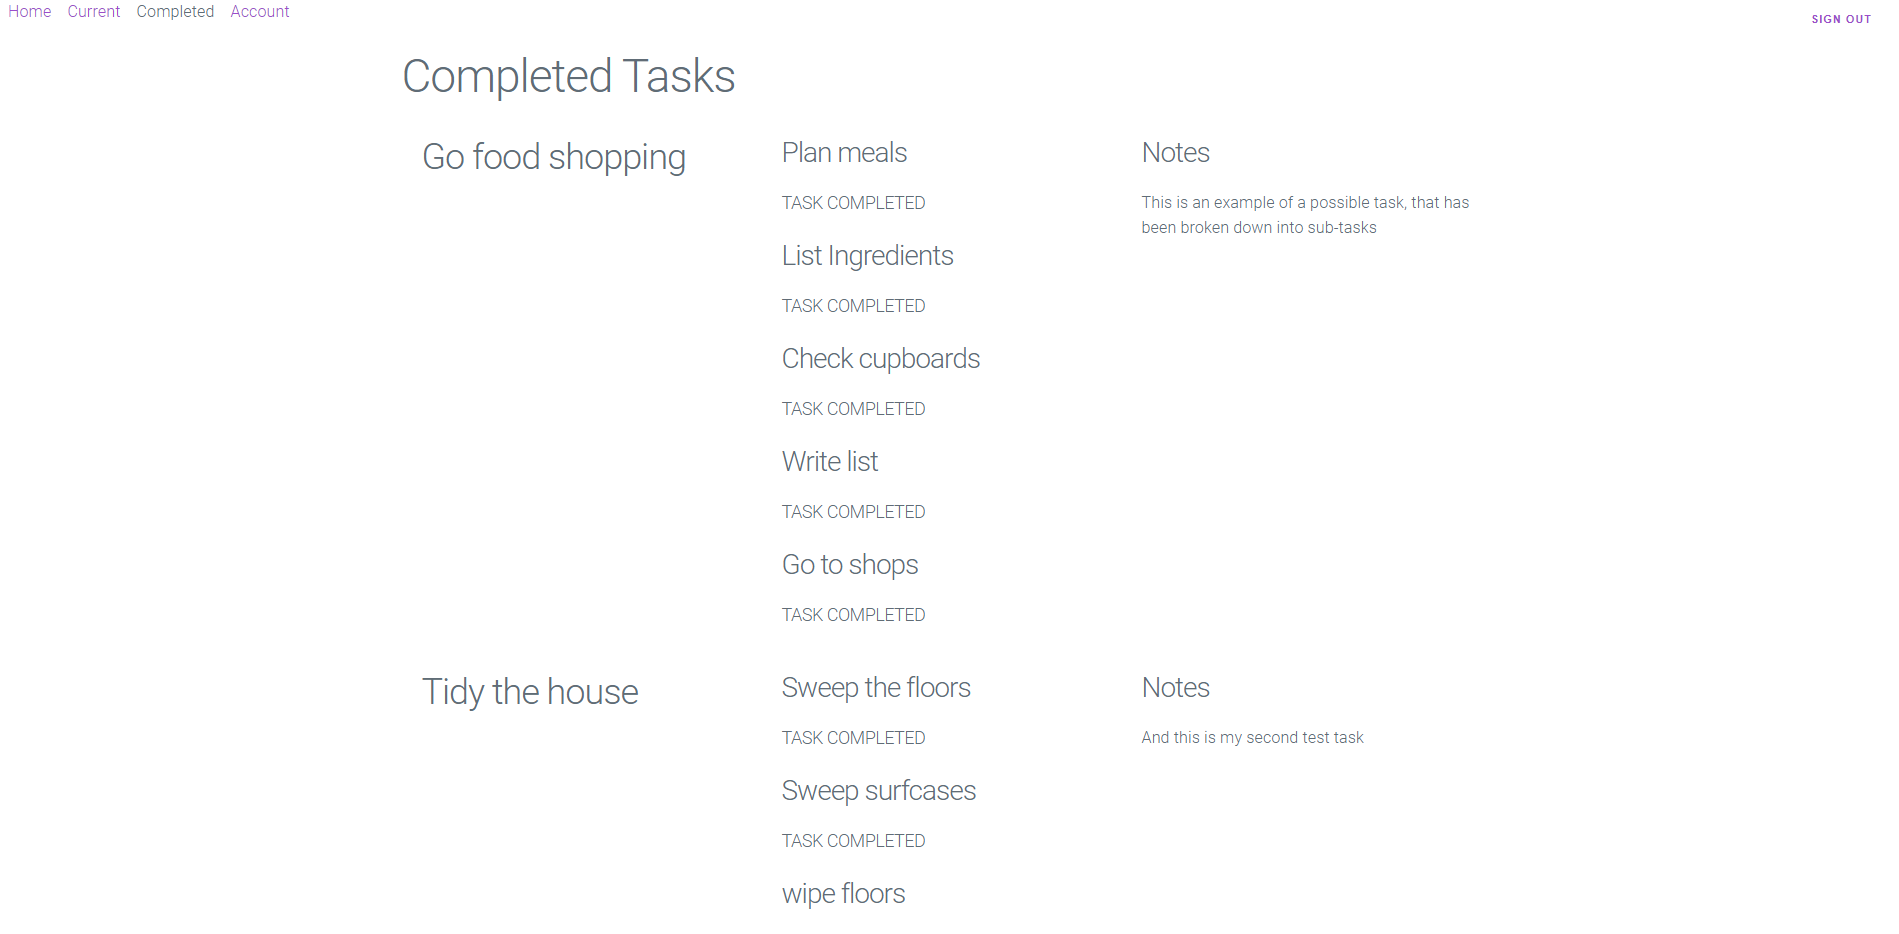 Home Current Completed Account
SIGN OUT
Completed Tasks
Go food shopping
Plan meals
TASK COMPLETED
List Ingredients
TASK COMPLETED
Check cupboards
TASK COMPLETED
Write list
TASK COMPLETED
Go to shops
TASK COMPLETED
Notes
This is an example of a possible task, that has
been broken down into sub-tasks
Tidy the house
Sweep the floors
TASK COMPLETED
Sweep surfcases
TASK COMPLETED
wipe floors
Notes
And this is my second test task